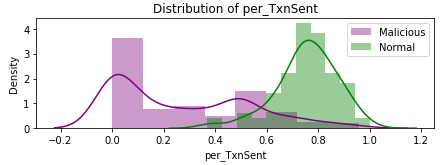 Distribution of per_TxnSent
Malicious
Normal
Density
4
3
2
1
0
−0.2 0.0 0.2 0.4 0.6 0.8 1.0 1.2
per_TxnSent